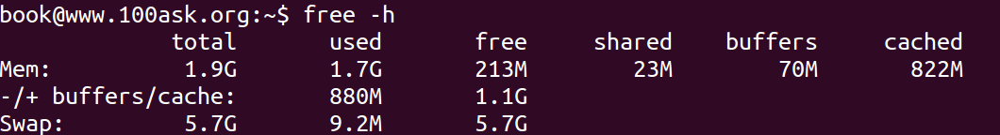 book@www.100ask.org:~$ free -h
total used free shared buffers cached
Mem: 1.9G 1.7G 213M 23M 70M 822M
-/+ buffers/cache: 880M 1.1G
Swap: 5.7G 9.2M 5.7G